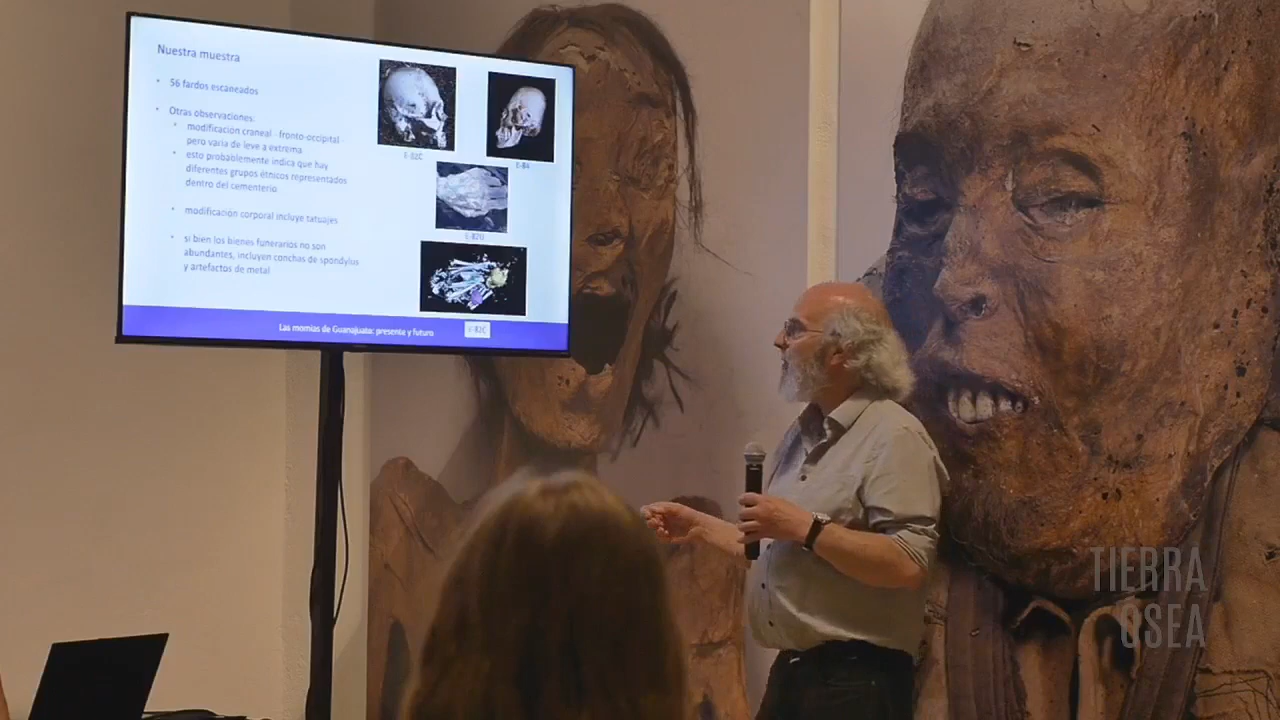 Nuestra muestra
• 56 fardos escaneados
• Otras observaciones:
• modificación craneal - fronto-occipital -
pero varía de leve a extrema
• esto probablemente indica que hay
diferentes grupos étnicos representados
dentro del cementerio
• modificación corporal incluye tatuajes
• si bien los bienes funerarios no son
abundantes, incluyen conchas de spondylus
y artefactos de metal
Las momias de Guanajuato: presente y futuro
TIERRA
ÓSEA